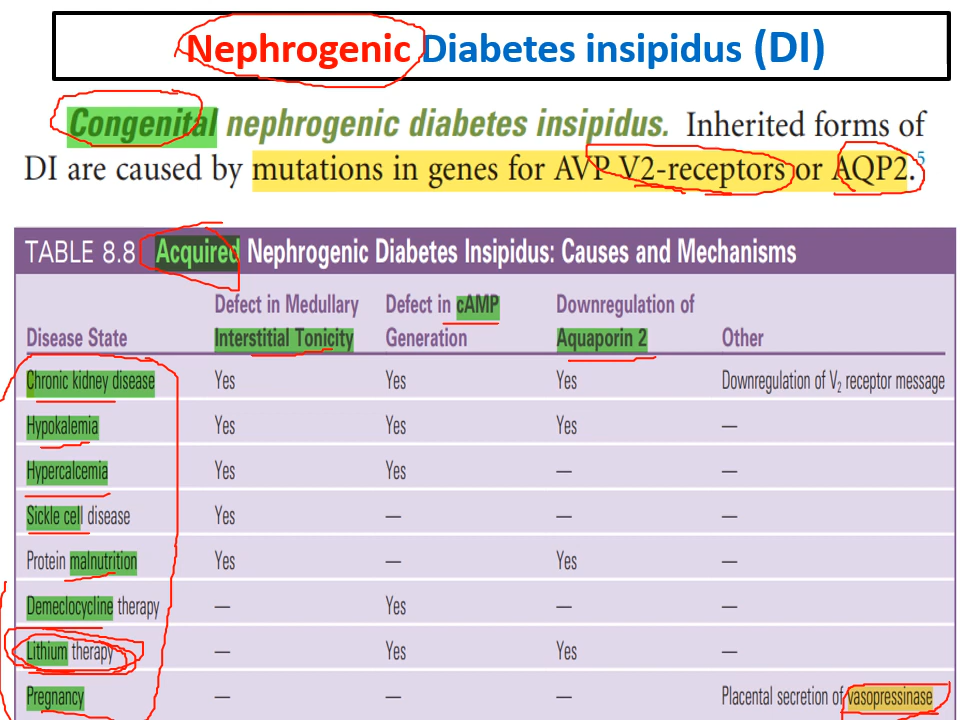 Nephrogenic Diabetes insipidus (DI)
Congenital nephrogenic diabetes insipidus. Inherited forms of
DI are caused by mutations in genes for AVP V2-receptors or AQP2.5
TABLE 8.8 Acquired Nephrogenic Diabetes Insipidus: Causes and Mechanisms
Disease State Defect in Medullary Interstitial Tonicity Defect in cAMP Generation Downregulation of Aquaporin 2 Other
Chronic kidney disease Yes Yes Yes Downregulation of V2 receptor message
Hypokalemia Yes Yes Yes —
Hypercalcemia Yes Yes — —
Sickle cell disease Yes — — —
Protein malnutrition Yes — Yes —
Demeclocycline therapy — Yes — —
Lithium therapy — Yes Yes —
Pregnancy — — — Placental secretion of vasopressinase